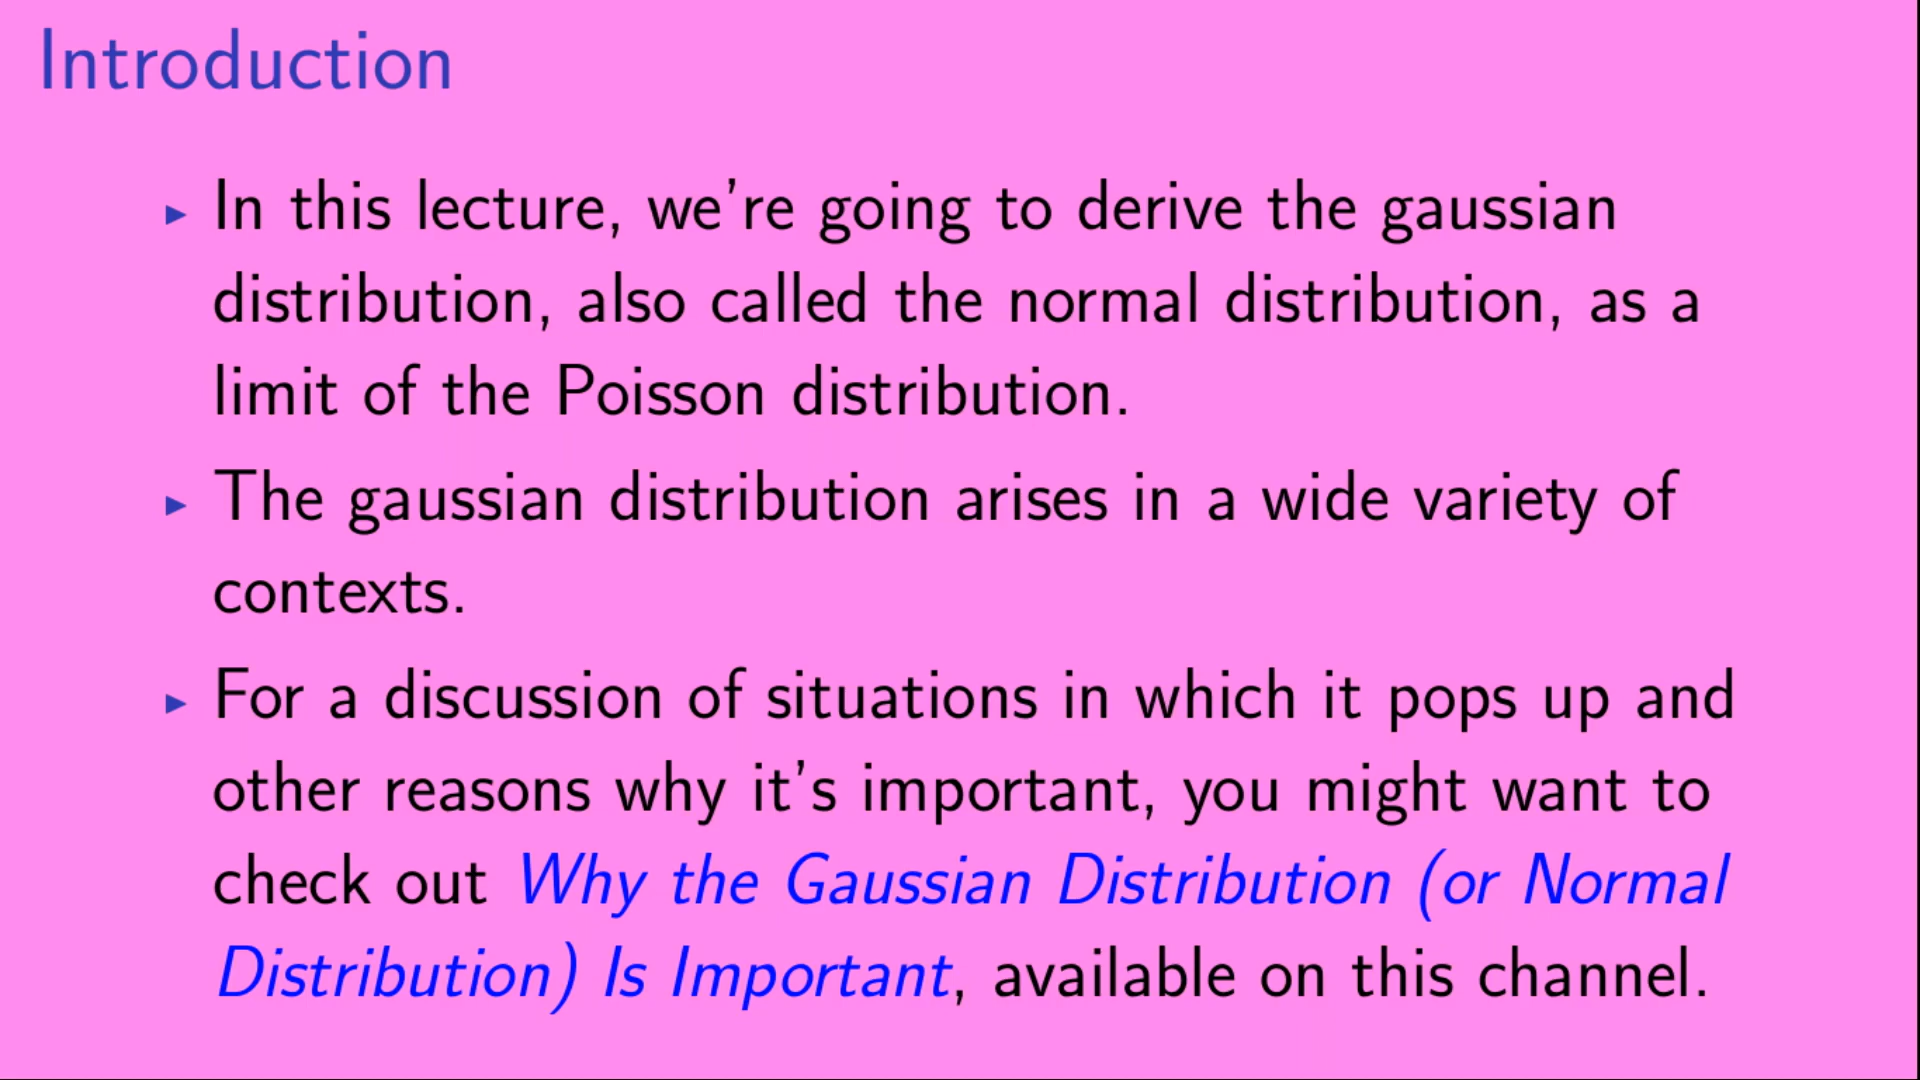 Introduction
▸ In this lecture, we're going to derive the gaussian
distribution, also called the normal distribution, as a
limit of the Poisson distribution.
▸ The gaussian distribution arises in a wide variety of
contexts.
▸ For a discussion of situations in which it pops up and
other reasons why it's important, you might want to
check out Why the Gaussian Distribution (or Normal
Distribution) Is Important, available on this channel.